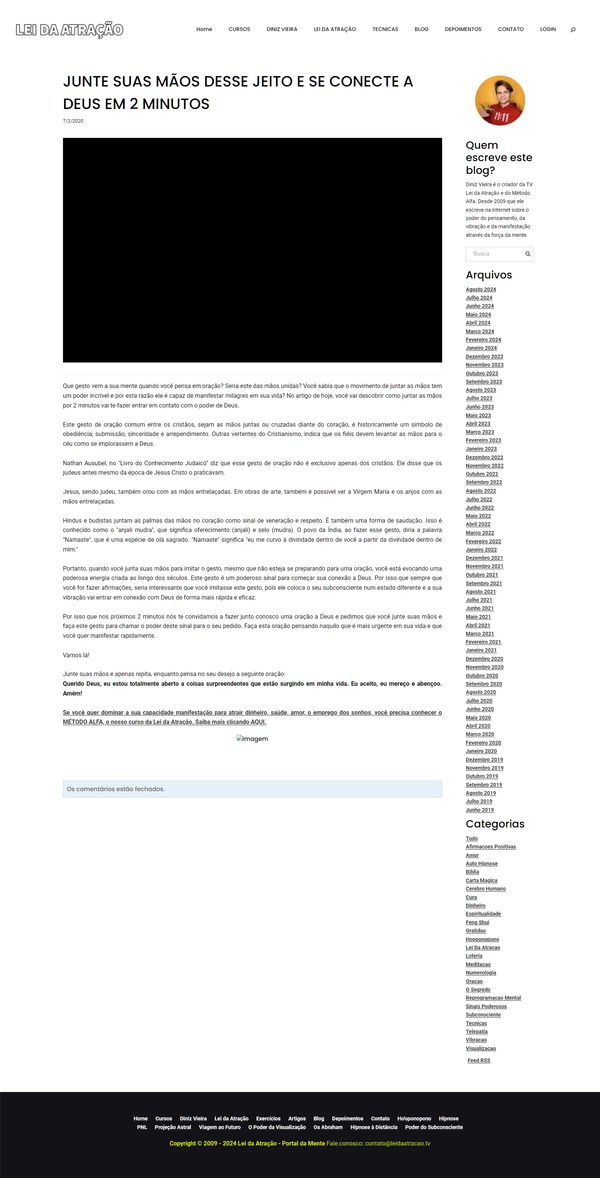 LEI DA ATRAÇÃO
Home CURSOS DINIZ VIEIRA LEI DA ATRAÇÃO TECNICAS BLOG DEPOIMENTOS CONTATO LOGIN
JUNTE SUAS MÃOS DESSE JEITO E SE CONECTE A
DEUS EM 2 MINUTOS
7/2/2020
Que gesto vem a sua mente quando você pensa em oração? Seria este das mãos unidas? Você sabia que o movimento de juntar as mãos tem
um poder incrível e por esta razão ele é capaz de manifestar milagres em sua vida? No artigo de hoje, você vai descobrir como juntar as mãos
por 2 minutos vai te fazer entrar em contato com o poder de Deus.
Este gesto de oração comum entre os cristãos, sejam as mãos juntas ou cruzadas diante do coração, é historicamente um símbolo de
obediência, submissão, sinceridade e arrependimento. Outras vertentes do Cristianismo, indica que os fiéis devem levantar as mãos para o
céu como se implorassem a Deus.
Nathan Ausubel, no "Livro do Conhecimento Judaico" diz que esse gesto de oração não é exclusivo apenas dos cristãos. Ele disse que os
judeus antes mesmo da época de Jesus Cristo o praticavam.
Jesus, sendo judeu, também orou com as mãos entrelaçadas. Em obras de arte, também é possível ver a Virgem Maria e os anjos com as
mãos entrelaçadas.
Hindus e budistas juntam as palmas das mãos no coração como sinal de veneração e respeito. É também uma forma de saudação. Isso é
conhecido como o "anjali mudra", que significa oferecimento (anjali) e selo (mudra). O povo da Índia, ao fazer esse gesto, diria a palavra
"Namaste", que é uma espécie de olá sagrado. "Namaste' significa "eu me curvo à divindade dentro de você a partir da divindade dentro de
mim."
Portanto, quando você junta suas mãos para imitar o gesto, mesmo que não esteja se preparando para uma oração, você está evocando uma
poderosa energia criada ao longo dos séculos. Este gesto é um poderoso sinal para começar sua conexão a Deus. Por isso que sempre que
você for fazer afirmações, seria interessante que você imitasse este gesto, pois ele coloca o seu subconsciente num estado diferente e a sua
vibração vai entrar em conexão com Deus de forma mais rápida e eficaz.
Por isso que nos próximos 2 minutos nós te convidamos a fazer junto conosco uma oração a Deus e pedimos que você junte suas mãos e
faça este gesto para chamar o poder deste sinal para o seu pedido. Faça esta oração pensando naquilo que é mais urgente em sua vida e que
você quer manifestar rapidamente.
Vamos lá!
Junte suas mãos e apenas repita, enquanto pensa no seu desejo a seguinte oração:
Querido Deus, eu estou totalmente aberto a coisas surpreendentes que estão surgindo em minha vida. Eu aceito, eu mereço e abençoo.
Amém!
Se você quer dominar a sua capacidade manifestação para atrair dinheiro, saúde, amor, o emprego dos sonhos, você precisa conhecer o
MÉTODO ALFA, o nosso curso da Lei da Atração. Saiba mais clicando AQUI.
Imagem
Os comentários estão fechados.
11:11
Quem
escreve este
blog?
Diniz Vieira é o criador da TV
Lei da Atração e do Método
Alfa. Desde 2009 que ele
escreve na Internet sobre o
poder do pensamento, da
vibração e da manifestação
através da força da mente.
Busca
Arquivos
Agosto 2024
Julho 2024
Junho 2024
Maio 2024
Abril 2024
Março 2024
Fevereiro 2024
Janeiro 2024
Dezembro 2023
Novembro 2023
Outubro 2023
Setembro 2023
Agosto 2023
Julho 2023
Junho 2023
Maio 2023
Abril 2023
Março 2023
Fevereiro 2023
Janeiro 2023
Dezembro 2022
Novembro 2022
Outubro 2022
Setembro 2022
Agosto 2022
Julho 2022
Junho 2022
Maio 2022
Abril 2022
Março 2022
Fevereiro 2022
Janeiro 2022
Dezembro 2021
Novembro 2021
Outubro 2021
Setembro 2021
Agosto 2021
Julho 2021
Junho 2021
Maio 2021
Abril 2021
Março 2021
Fevereiro 2021
Janeiro 2021
Dezembro 2020
Novembro 2020
Outubro 2020
Setembro 2020
Agosto 2020
Julho 2020
Junho 2020
Maio 2020
Abril 2020
Março 2020
Fevereiro 2020
Janeiro 2020
Dezembro 2019
Novembro 2019
Outubro 2019
Setembro 2019
Agosto 2019
Julho 2019
Junho 2019
Categorias
Tudo
Afirmacoes Positivas
Amor
Auto Hipnose
Biblia
Carta Magica
Cerebro Humano
Cura
Dinheiro
Espiritualidade
Feng Shui
Gratidao
Hooponopono
Lei Da Atracao
Loteria
Meditacao
Numerologia
Oracao
O Segredo
Reprogramacao Mental
Sinais Poderosos
Subconsciente
Tecnicas
Telepatia
Vibracao
Visualizacao
Feed RSS
Home Cursos Diniz Vieira Lei da Atração Exercícios Artigos Blog Depoimentos Contato Ho'oponopono Hipnose
PNL Projeção Astral Viagem ao Futuro O Poder da Visualização Os Abraham Hipnose à Distância Poder do Subconsciente
Copyright © 2009 - 2024 Lei da Atração - Portal da Mente Fale conosco: contato@leidaatracao.tv